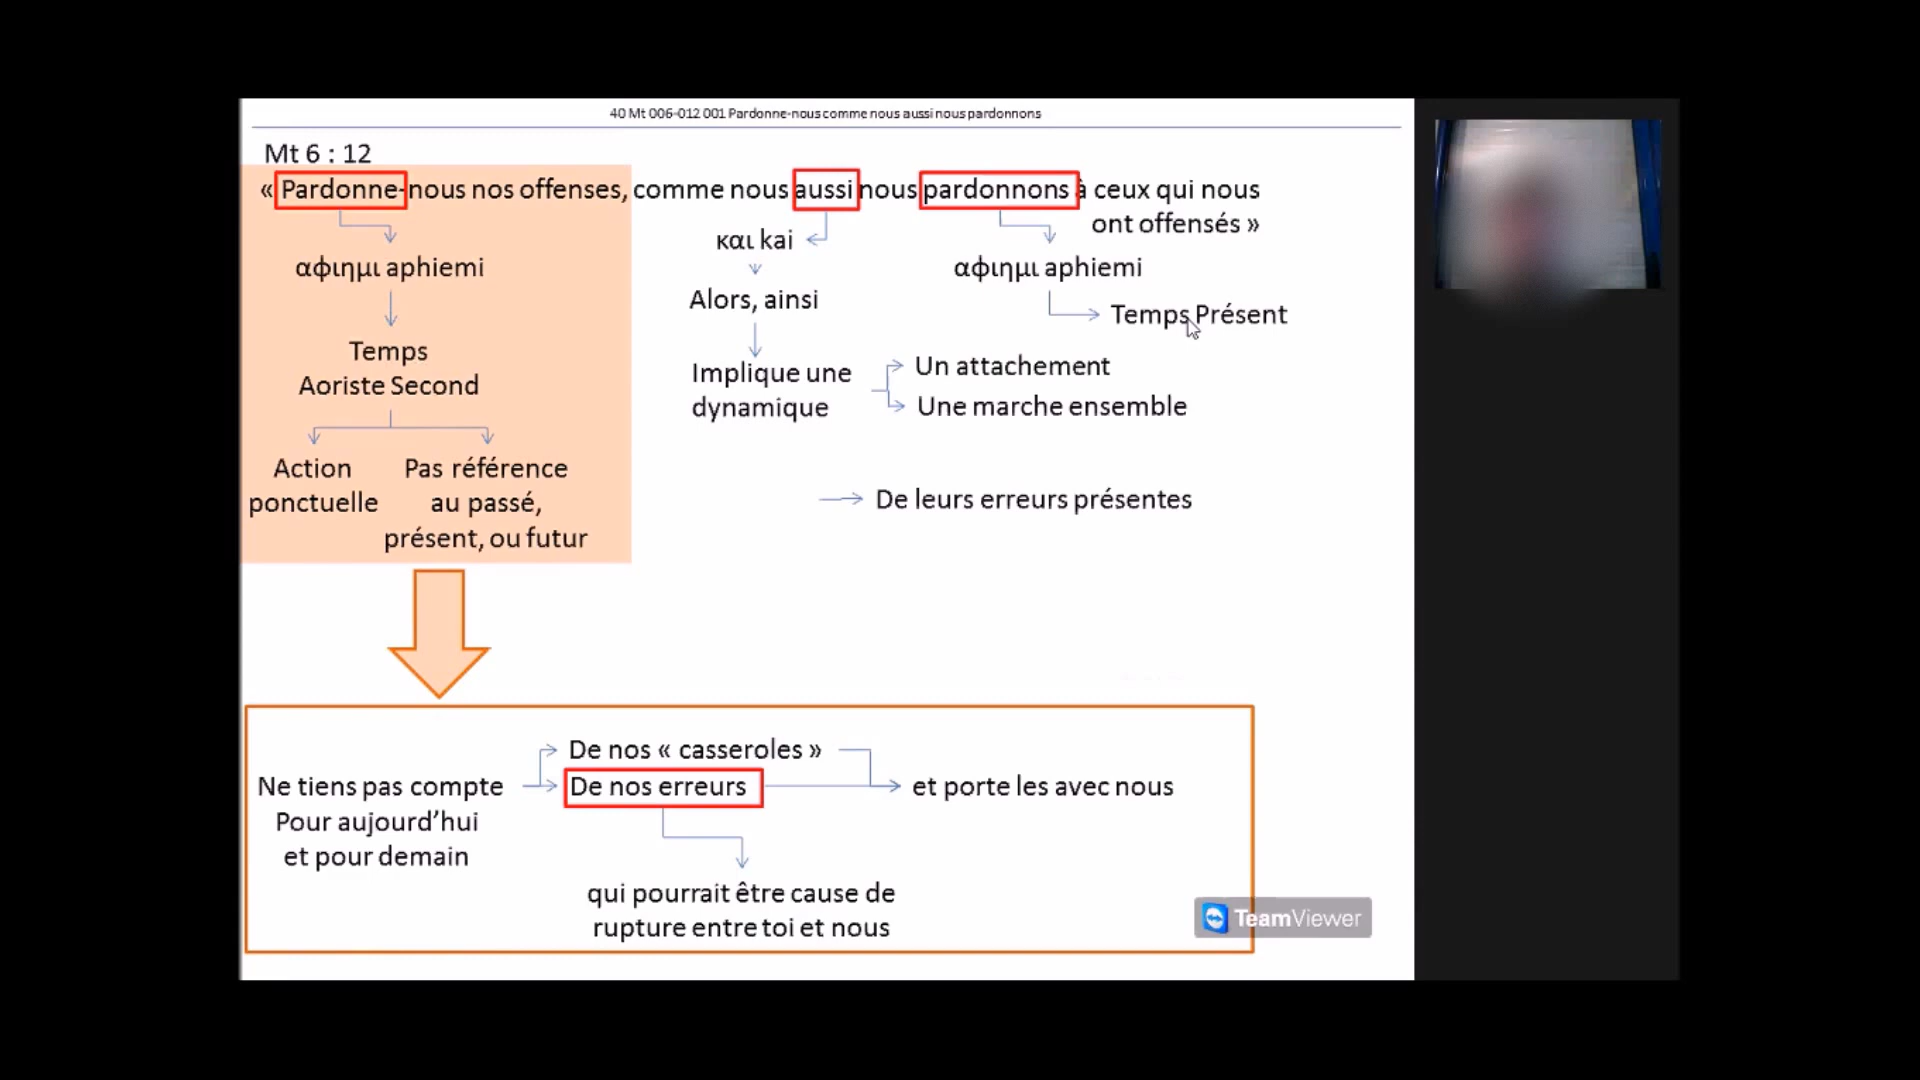 40 Mt 006-012 001 Pardonne-nous comme nous aussi nous pardonnons
Mt 6 : 12
« Pardonne-nous nos offenses, comme nous aussi nous pardonnons à ceux qui nous
ont offensés »
αφιημι aphiemi
Temps
Aoriste Second
Action
ponctuelle
Pas référence
au passé,
présent, ou futur
και kai
Alors, ainsi
Implique une
dynamique
Un attachement
Une marche ensemble
αφιημι aphiemi
Temps Présent
De leurs erreurs présentes
Ne tiens pas compte
Pour aujourd’hui
et pour demain
De nos « casseroles »
De nos erreurs
et porte les avec nous
qui pourrait être cause de
rupture entre toi et nous
TeamViewer